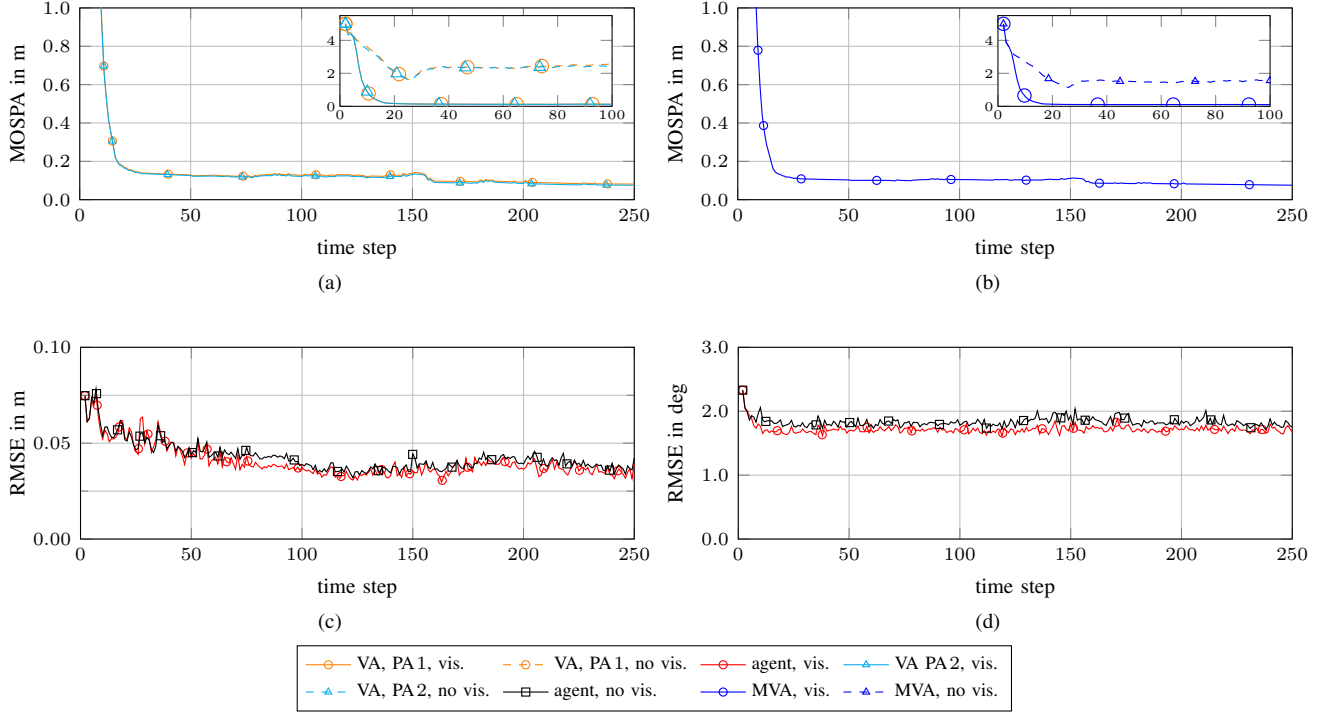 MOSPA in m
1.0
0.8
0.6
0.4
0.2
0.0
0 50 100 150 200 250
time step
4
2
0
0 20 40 60 80 100
(a)
MOSPA in m
1.0
0.8
0.6
0.4
0.2
0.0
0 50 100 150 200 250
time step
4
2
0
0 20 40 60 80 100
(b)
RMSE in m
0.10
0.05
0.00
0 50 100 150 200 250
time step
(c)
RMSE in deg
3.0
2.0
1.0
0.0
0 50 100 150 200 250
time step
(d)
VA, PA 1, vis. VA, PA 1, no vis. agent, vis. VA PA 2, vis.
VA, PA 2, no vis. agent, no vis. MVA, vis. MVA, no vis.